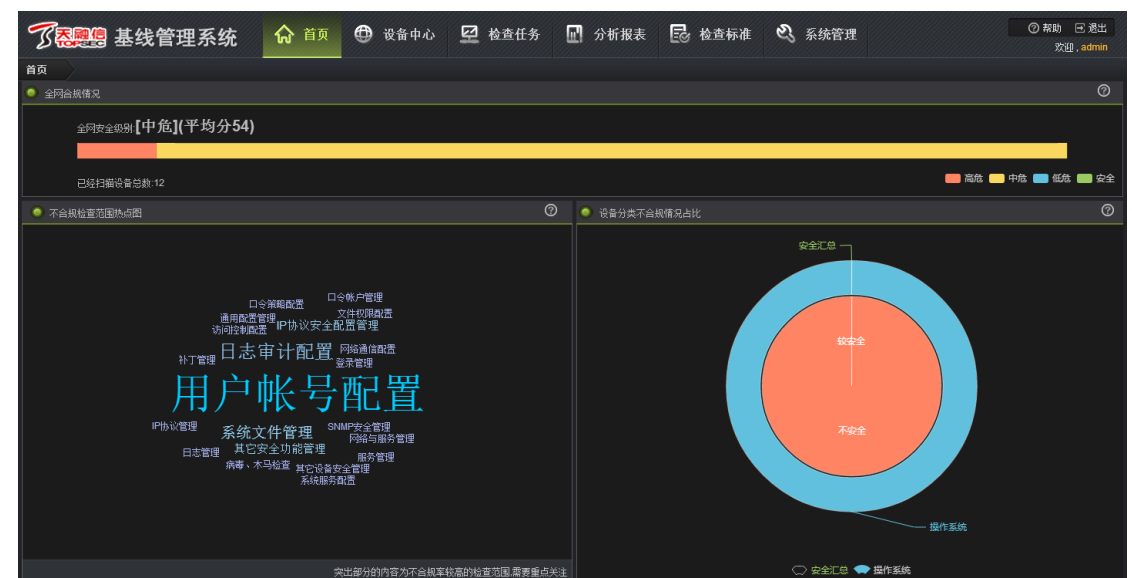 天融信 TOPSEC 基线管理系统 首页 设备中心 检查任务 分析报表 检查标准 系统管理 帮助 退出
欢迎 , admin
首页
全网合规情况
全网安全级别:[中危](平均分54)
已经扫描设备总数:12 高危 中危 低危 安全
不合规检查范围热点图
口令策略配置 口令帐户管理
通用配置管理 文件权限配置
访问控制配置 IP协议安全配置管理
补丁管理 日志审计配置 网络通信配置
登录管理
用户帐号配置
IP协议管理 系统文件管理 SNMP安全管理
网络与服务管理
日志管理 其它安全功能管理 服务管理
病毒、木马检查 其它设备安全管理
系统服务配置
突出部分的内容为不合规率较高的检查范围,需要重点关注
设备分类不合规情况占比
安全汇总
较安全
不安全
操作系统
安全汇总 操作系统